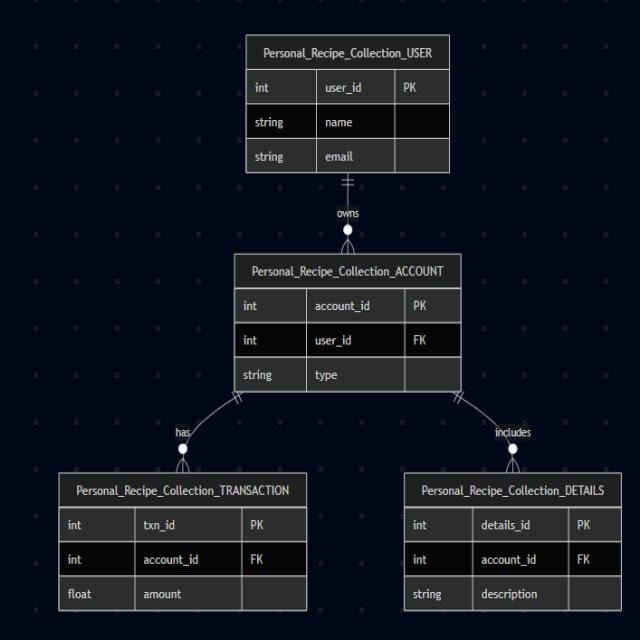 Personal_Recipe_Collection_USER
int user_id PK
string name
string email
owns
Personal_Recipe_Collection_ACCOUNT
int account_id PK
int user_id FK
string type
has
includes
Personal_Recipe_Collection_TRANSACTION
int txn_id PK
int account_id FK
float amount
Personal_Recipe_Collection_DETAILS
int details_id PK
int account_id FK
string description